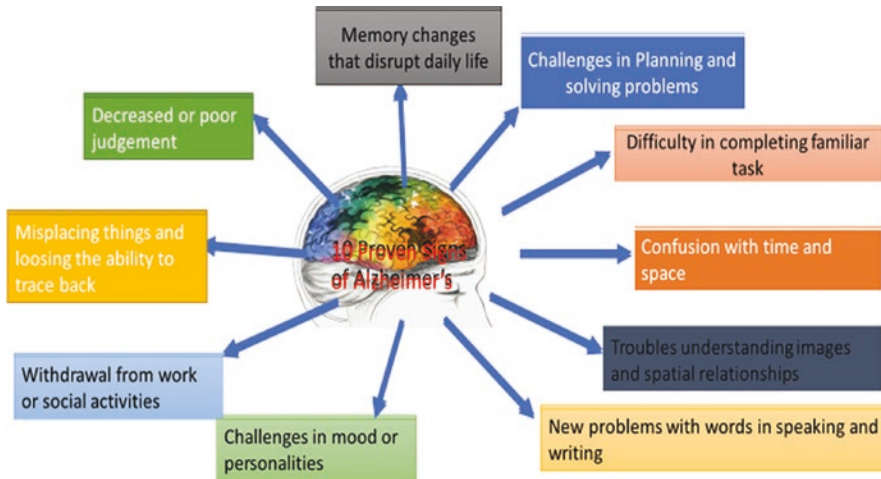 Memory changes
that disrupt daily life
Challenges in Planning and
solving problems
Decreased or poor
judgement
Difficulty in completing familiar
task
Misplacing things and
loosing the ability to
trace back
10 Proven Signs
of Alzheimer's
Confusion with time and
space
Troubles understanding images
and spatial relationships
Withdrawal from work
or social activities
Challenges in mood or
personalities
New problems with words in speaking and
writing